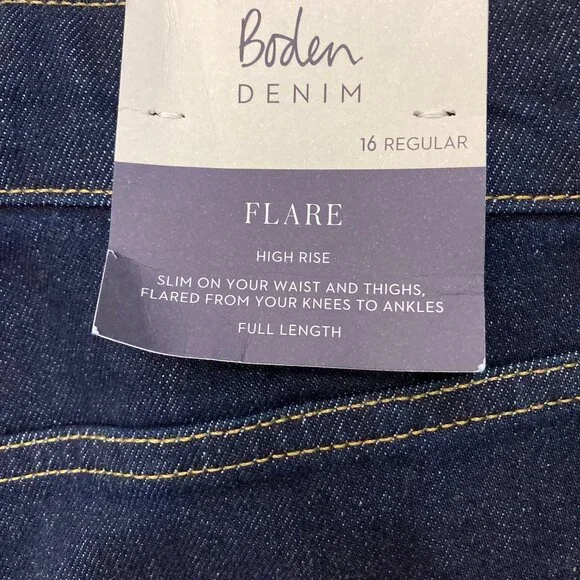 Boden
DENIM
16 REGULAR
FLARE
HIGH RISE
SLIM ON YOUR WAIST AND THIGHS,
FLARED FROM YOUR KNEES TO ANKLES
FULL LENGTH